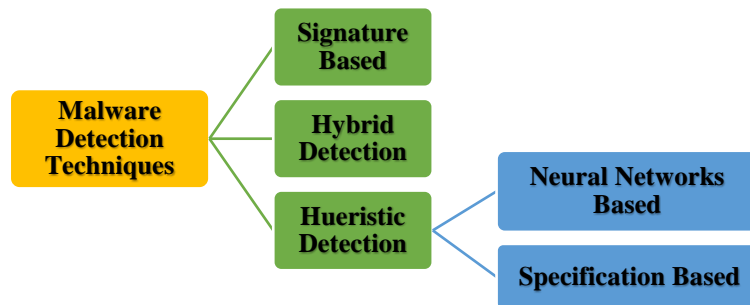 Signature
Based
Malware
Detection
Techniques
Hybrid
Detection
Hueristic
Detection
Neural Networks
Based
Specification Based